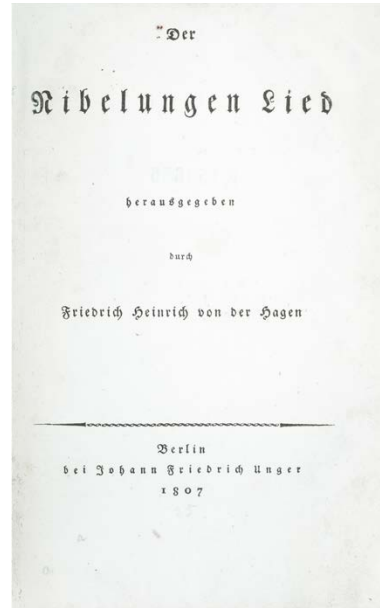 Der
Nibelungen Lied
herausgegeben
durch
Friedrich Heinrich von der Hagen
Berlin
bei Johann Friedrich Unger
1807